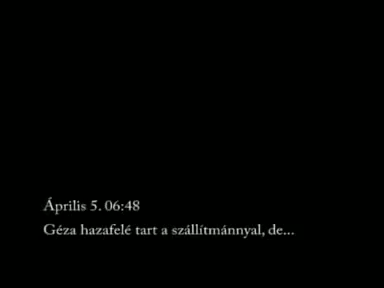 Április 5. 06:48
Géza hazafelé tart a szállítmánnyal, de...